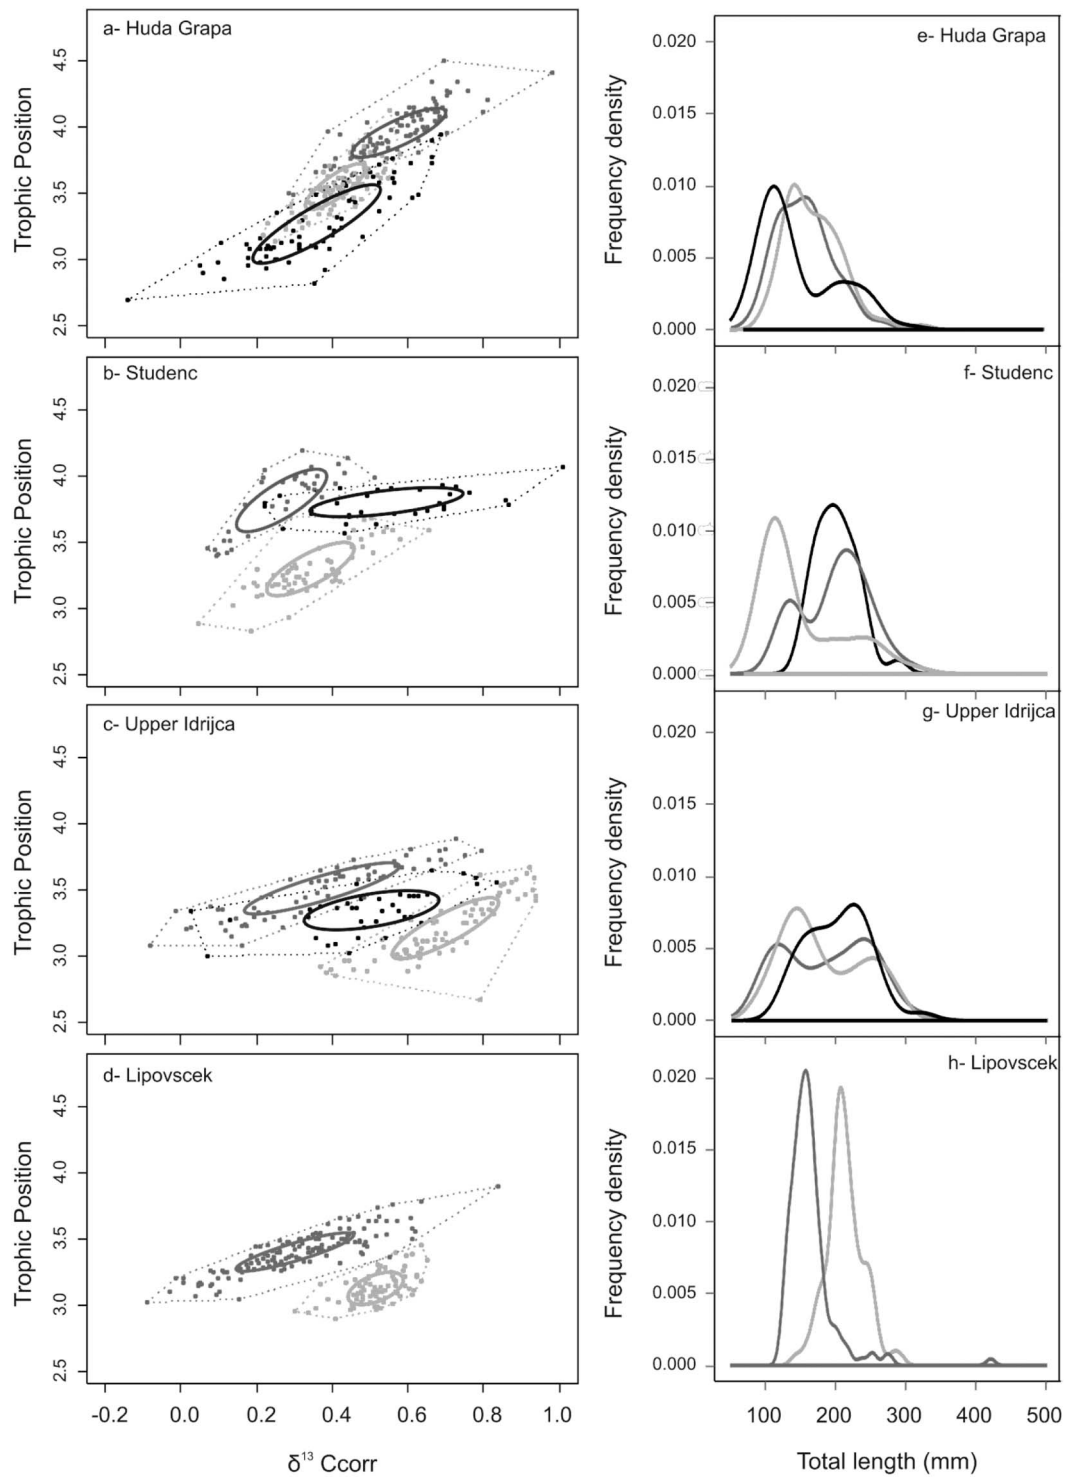 a- Huda Grapa
Trophic Position
4.5
4.0
3.5
3.0
2.5
b- Studenc
Trophic Position
4.5
4.0
3.5
3.0
2.5
c- Upper Idrijca
Trophic Position
4.5
4.0
3.5
3.0
2.5
d- Lipovscek
Trophic Position
4.5
4.0
3.5
3.0
2.5
-0.2 0.0 0.2 0.4 0.6 0.8 1.0
δ¹³ Ccorr
e- Huda Grapa
Frequency density
0.020
0.015
0.010
0.005
0.000
f- Studenc
Frequency density
0.020
0.015
0.010
0.005
0.000
g- Upper Idrijca
Frequency density
0.020
0.015
0.010
0.005
0.000
h- Lipovscek
Frequency density
0.020
0.015
0.010
0.005
0.000
100 200 300 400 500
Total length (mm)